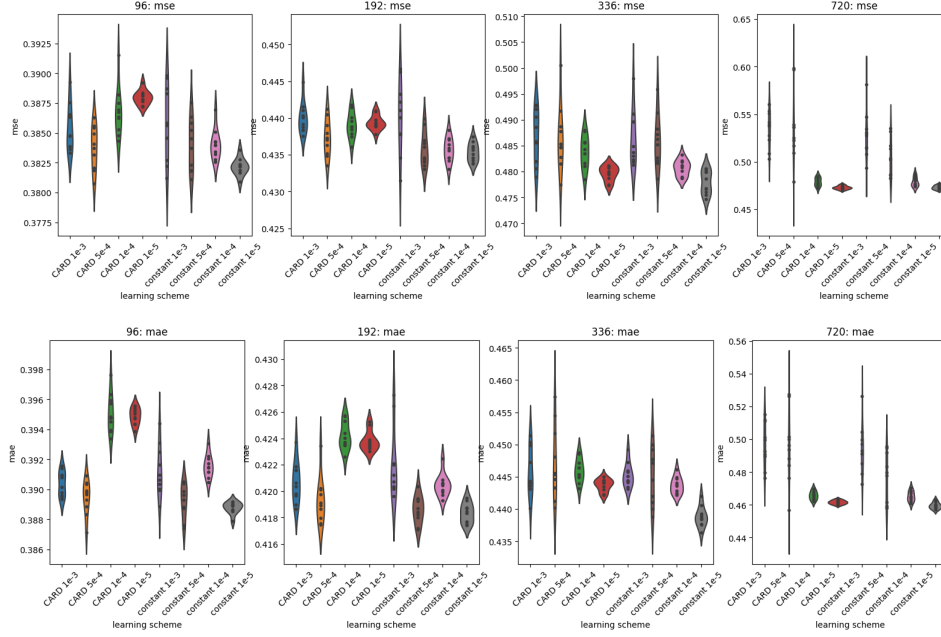 96: mse
0.3925
0.3900
0.3875
0.3850
0.3825
0.3800
0.3775
mse
CARD 1e-3
CARD 5e-4
CARD 1e-4
CARD 1e-5
constant 1e-3
constant 5e-4
constant 1e-4
constant 1e-5
learning scheme
192: mse
0.450
0.445
0.440
0.435
0.430
0.425
mse
CARD 1e-3
CARD 5e-4
CARD 1e-4
CARD 1e-5
constant 1e-3
constant 5e-4
constant 1e-4
constant 1e-5
learning scheme
336: mse
0.510
0.505
0.500
0.495
0.490
0.485
0.480
0.475
0.470
mse
CARD 1e-3
CARD 5e-4
CARD 1e-4
CARD 1e-5
constant 1e-3
constant 5e-4
constant 1e-4
constant 1e-5
learning scheme
720: mse
0.65
0.60
0.55
0.50
0.45
mse
CARD 1e-3
CARD 5e-4
CARD 1e-4
CARD 1e-5
constant 1e-3
constant 5e-4
constant 1e-4
constant 1e-5
learning scheme
96: mae
0.398
0.396
0.394
0.392
0.390
0.388
0.386
mae
CARD 1e-3
CARD 5e-4
CARD 1e-4
CARD 1e-5
constant 1e-3
constant 5e-4
constant 1e-4
constant 1e-5
learning scheme
192: mae
0.430
0.428
0.426
0.424
0.422
0.420
0.418
0.416
mae
CARD 1e-3
CARD 5e-4
CARD 1e-4
CARD 1e-5
constant 1e-3
constant 5e-4
constant 1e-4
constant 1e-5
learning scheme
336: mae
0.465
0.460
0.455
0.450
0.445
0.440
0.435
mae
CARD 1e-3
CARD 5e-4
CARD 1e-4
CARD 1e-5
constant 1e-3
constant 5e-4
constant 1e-4
constant 1e-5
learning scheme
720: mae
0.56
0.54
0.52
0.50
0.48
0.46
0.44
mae
CARD 1e-3
CARD 5e-4
CARD 1e-4
CARD 1e-5
constant 1e-3
constant 5e-4
constant 1e-4
constant 1e-5
learning scheme